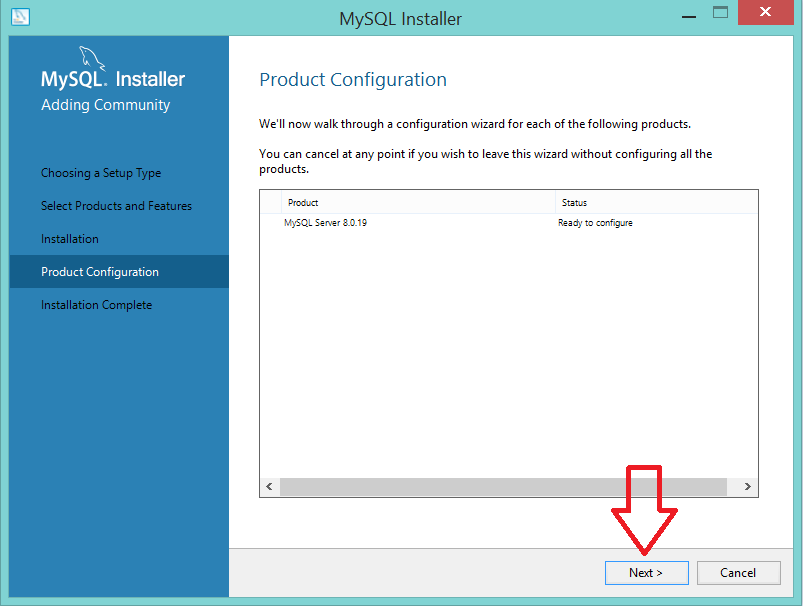 MySQL Installer
MySQL. Installer
Adding Community
Choosing a Setup Type
Select Products and Features
Installation
Product Configuration
Installation Complete
Product Configuration
We'll now walk through a configuration wizard for each of the following products.
You can cancel at any point if you wish to leave this wizard without configuring all the
products.
Product Status
MySQL Server 8.0.19 Ready to configure
Next > Cancel